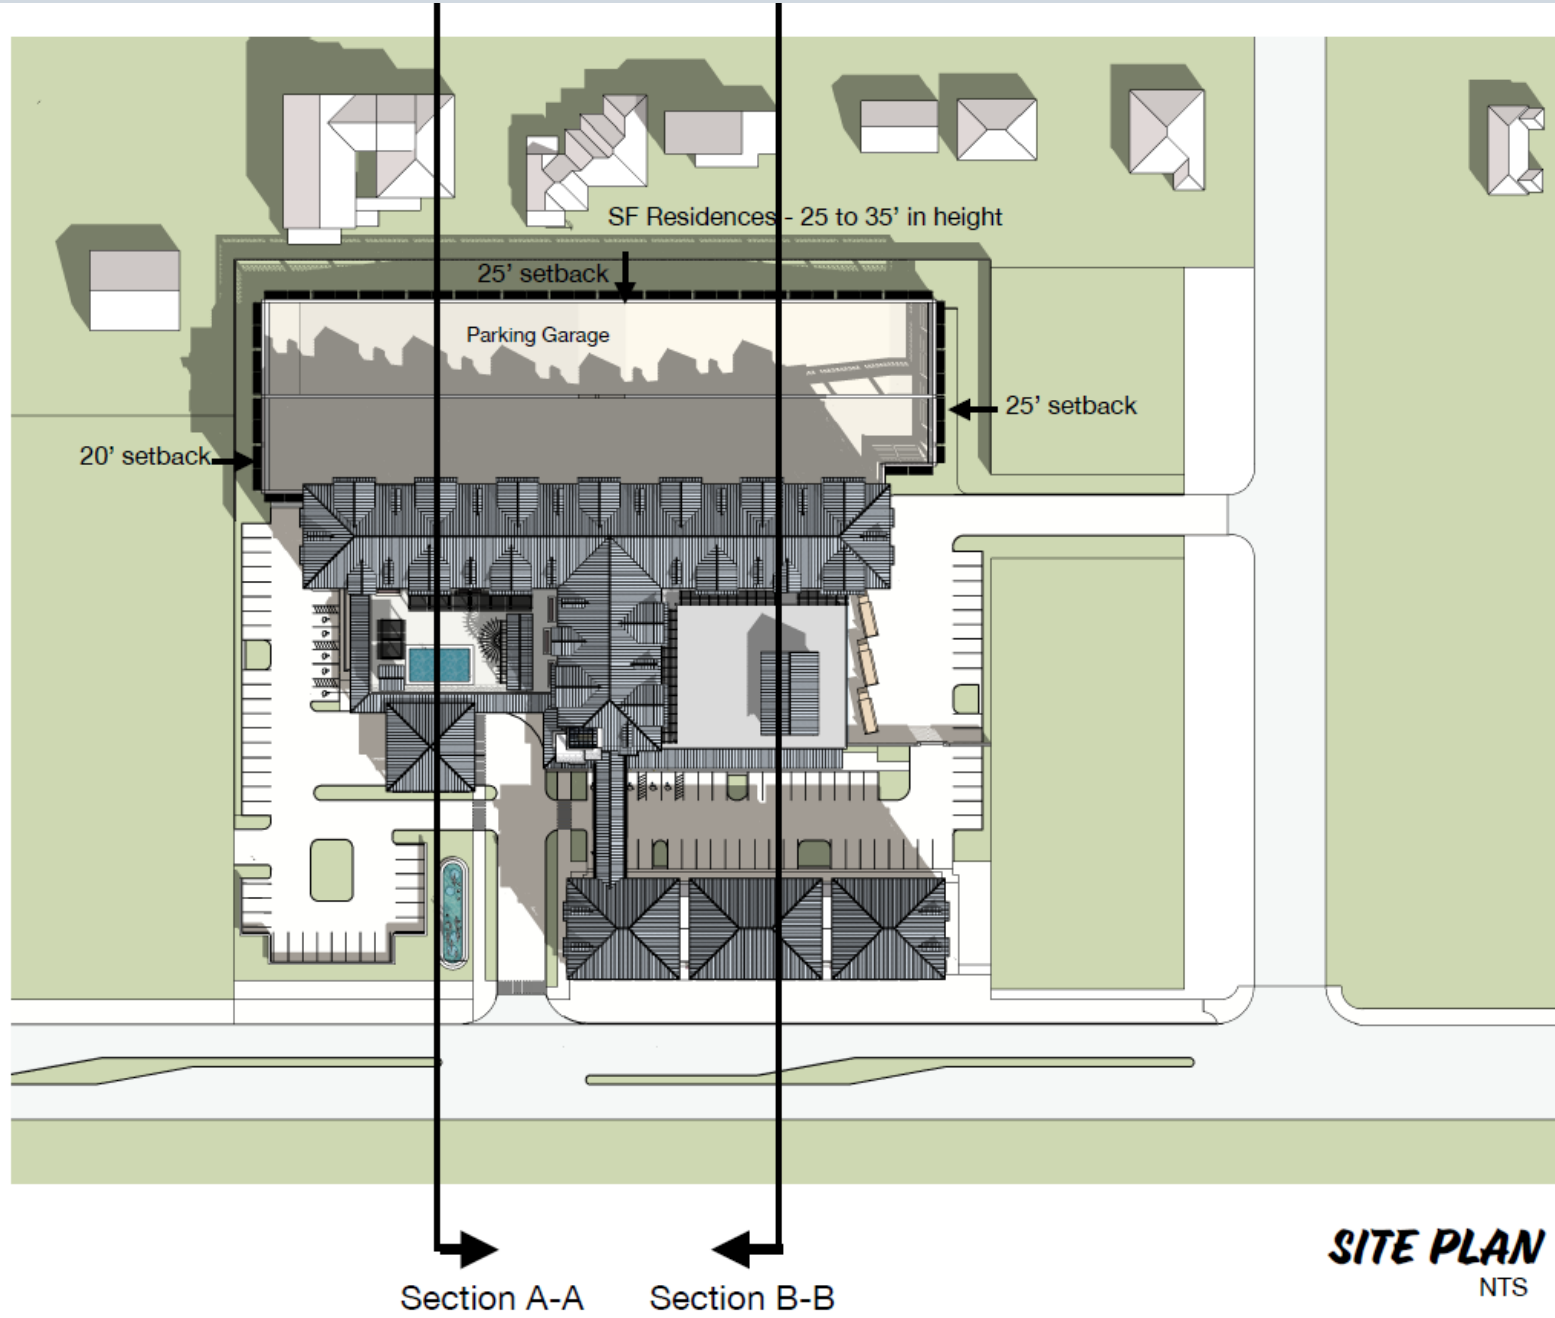 SF Residences - 25 to 35' in height
25' setback
Parking Garage
25' setback
20' setback
SITE PLAN
NTS
Section A-A
Section B-B